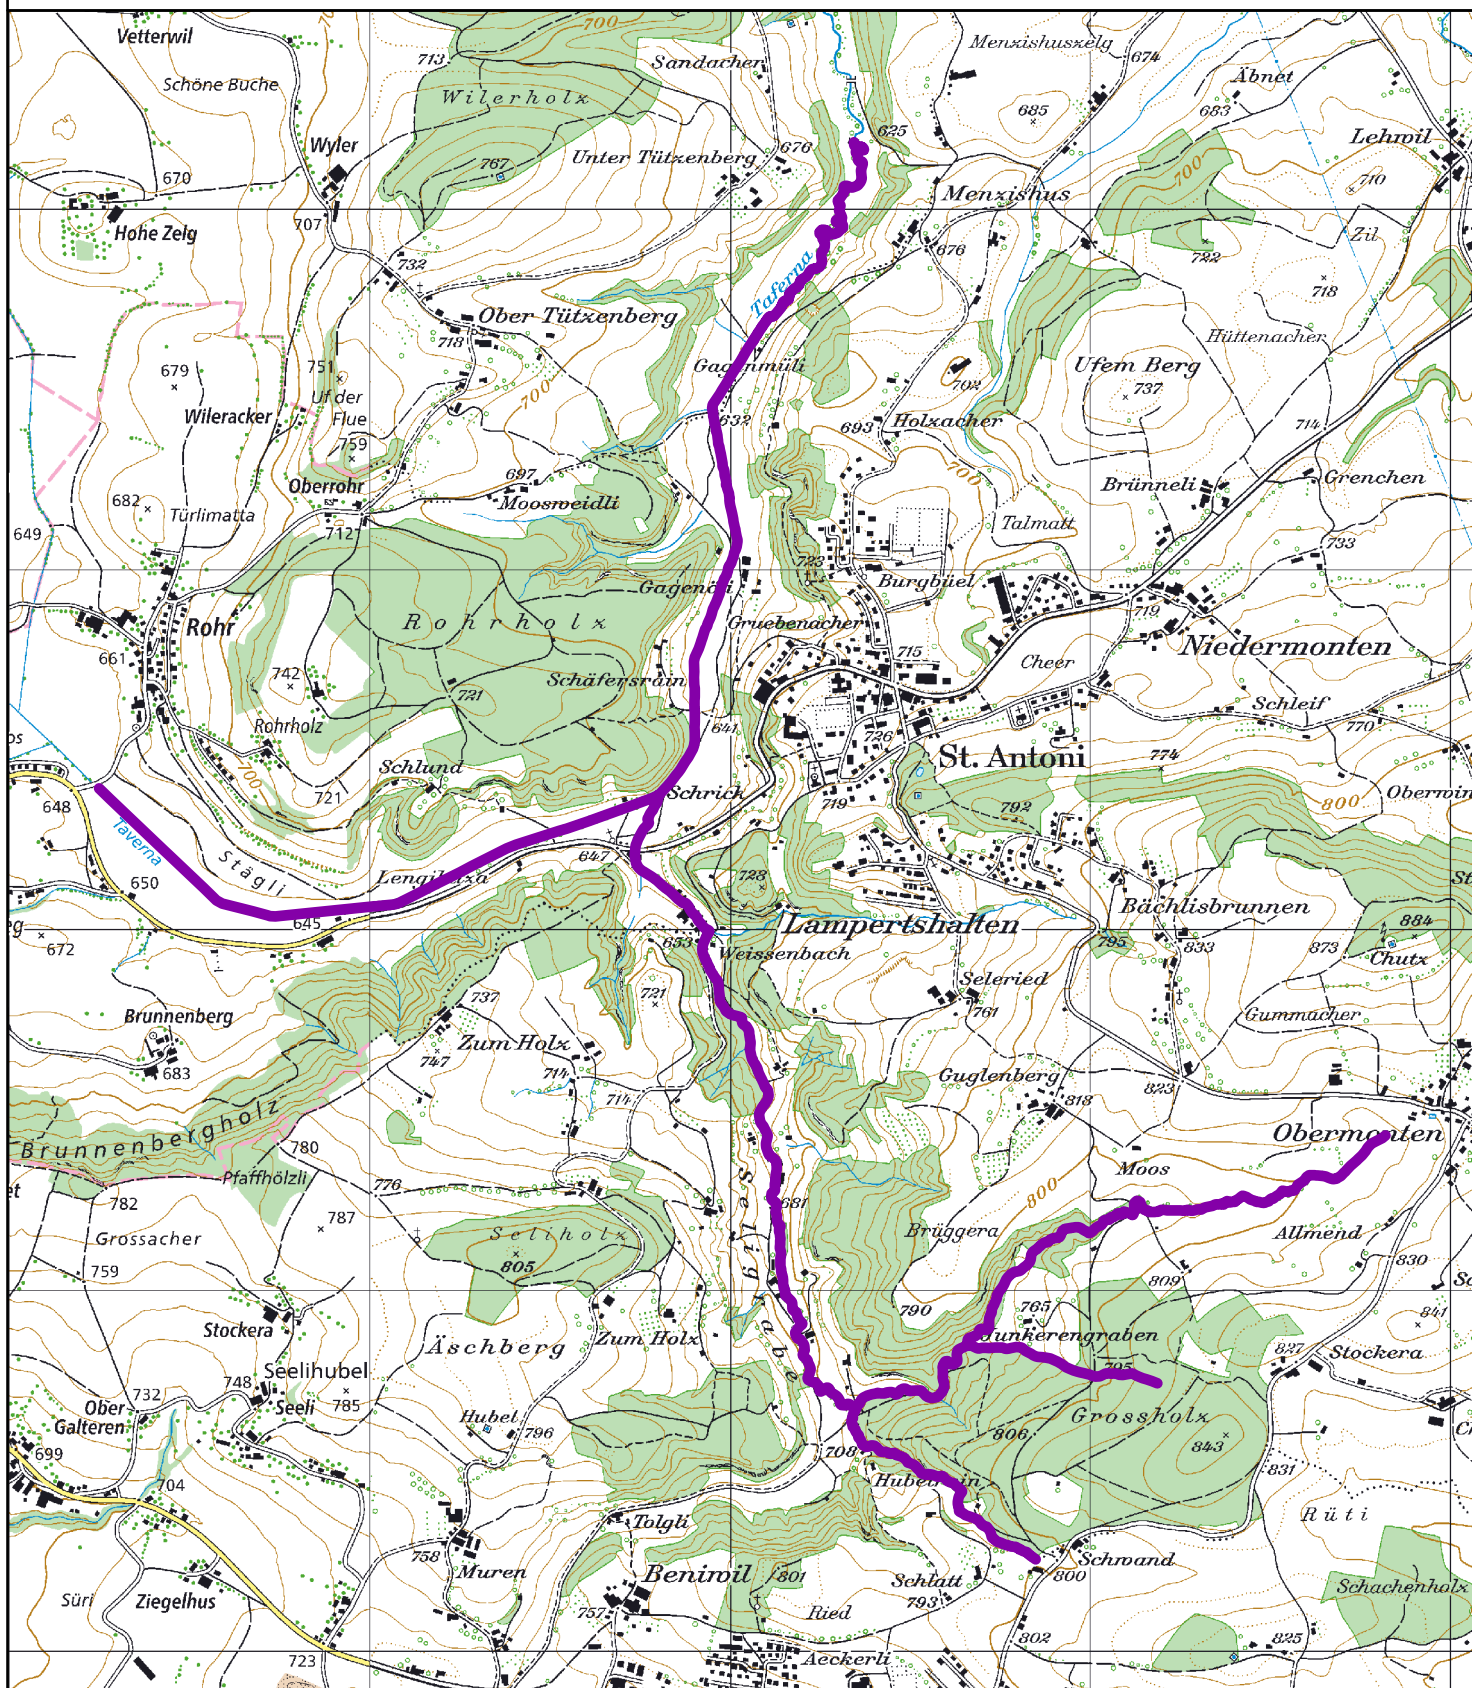 Vetterwil
Schöne Buche
713
Wilerholz
700
Sandacher
Menzishuszelg
674
Äbnet
683
685
Lehwil
710
Wyler
670
767
Unter Tützenberg
676
625
700
Hohe Zelg
707
Menzishus
676
Zil
722
732
718
Taferna
Ober Tützenberg
718
Hüttenacher
679
751
Uf der
Flue
759
Wileracker
700
Gagenmüli
702
Ufem Berg
737
632
693
Holzacher
714
Oberrohr
697
Moosweidli
700
Brünneli
Grenchen
682
Türlimatta
649
712
Talmatt
733
723
Burgbüel
Gagenöli
Rohr
Rohrholz
Gruebenacher
719
661
715
Cheer
Niedermonten
742
721
Schäfersrain
Schleif
770
Rohrholz
641
726
St. Antoni
774
700
Schlund
Schrick
648
721
719
792
800
Taverna
Stägli
647
728
650
Lengihaxa
Bächlisbrunnen
884
645
Lampertshalten
672
653
Weissenbach
795
833
873
Chutz
Seleried
737
721
761
Brunnenberg
Gummacher
Zum Holz
747
714
683
Guglenberg
823
714
818
Brunnenbergholz
780
Obermonten
Pfaffhölzli
Moos
776
782
800
787
Seligrabe
681
Seliholz
Brüggera
Allmend
Grossacher
805
759
830
809
790
765
841
Stockera
Zum Holz
Äschberg
Junkerengraben
827
Stockera
Seelihubel
795
732
748
Seeli
785
Ober
Galteren
Hubel
796
Grossholz
806
843
699
708
831
704
Hubelrain
Tolgli
Rüti
758
Schwand
Muren
Beniwil
801
Schlatt
800
793
Schachenholz
Süri
Ziegelhus
757
Ried
802
825
723
Aeckerli